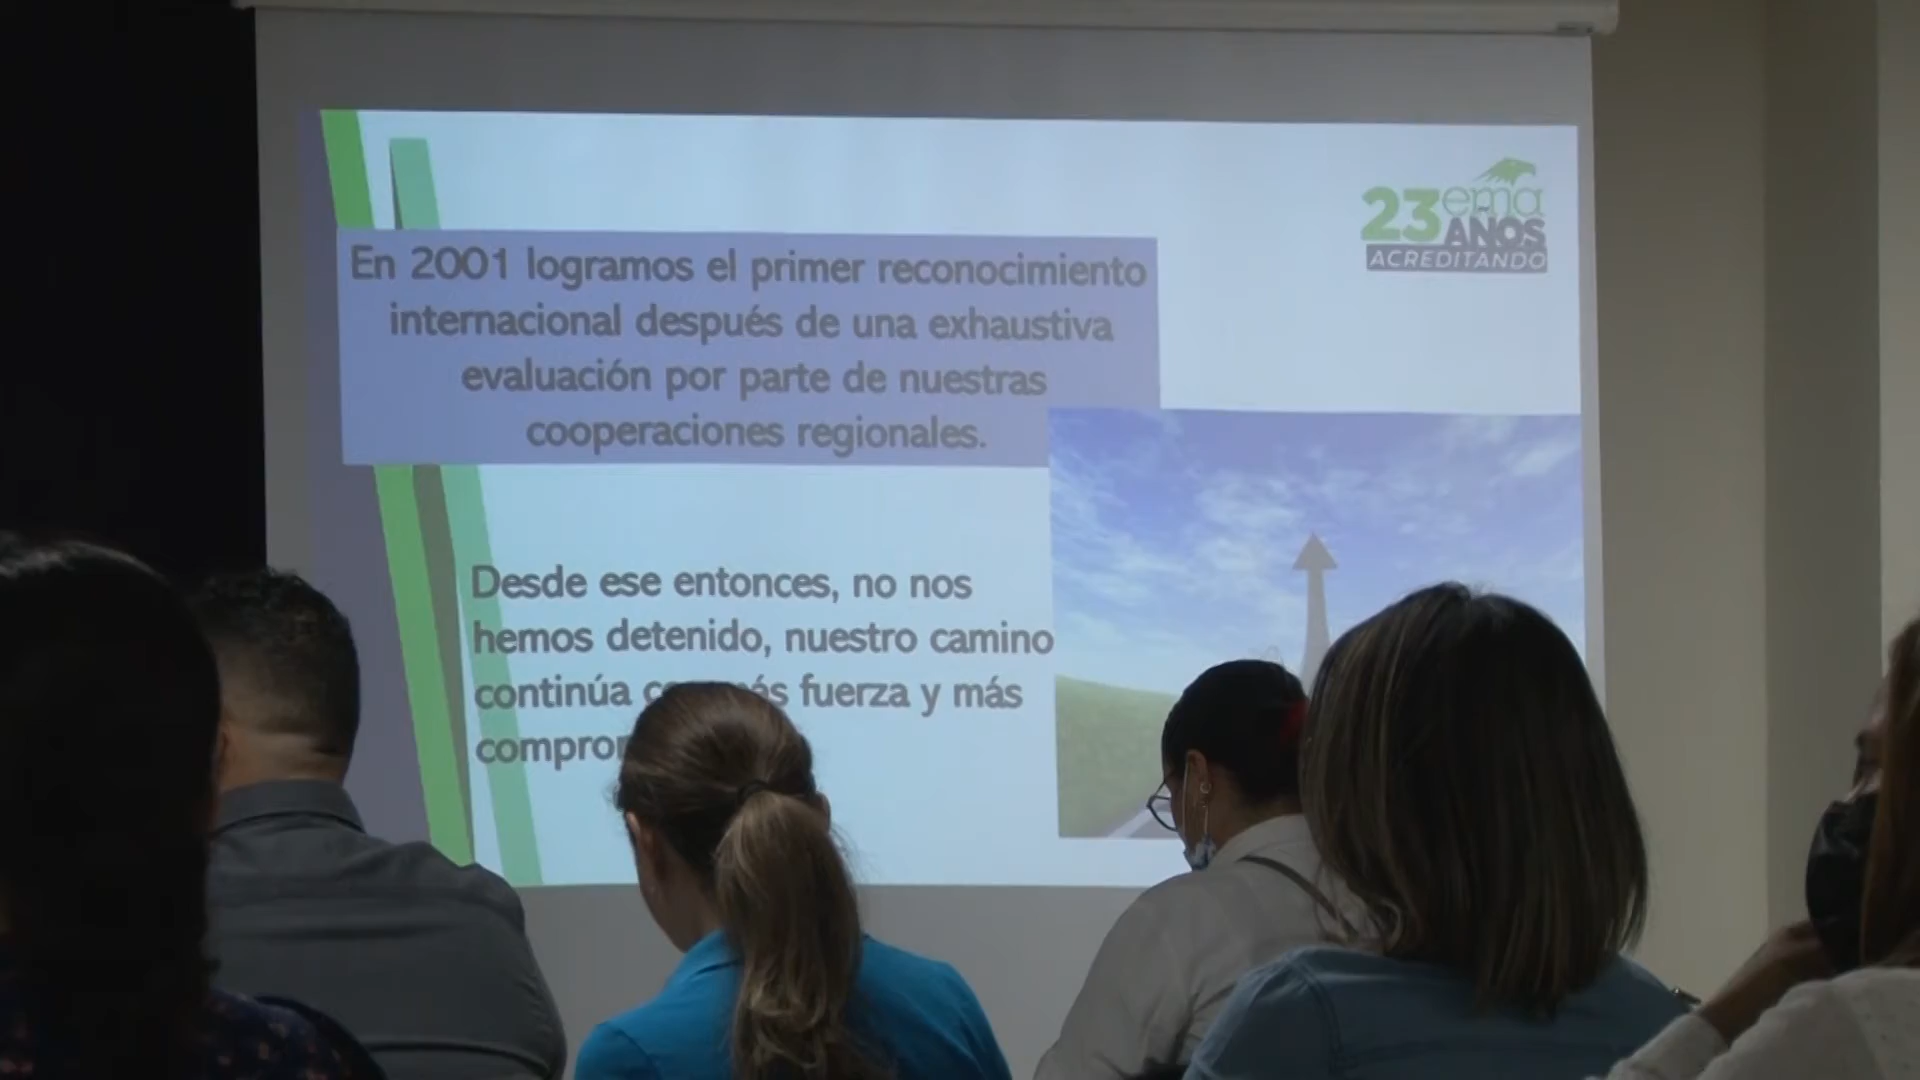 En 2001 logramos el primer reconocimiento
internacional después de una exhaustiva
evaluación por parte de nuestras
cooperaciones regionales.
Desde ese entonces, no nos
hemos detenido, nuestro camino
continúa más fuerza y más
23 ema
AÑOS
ACREDITANDO